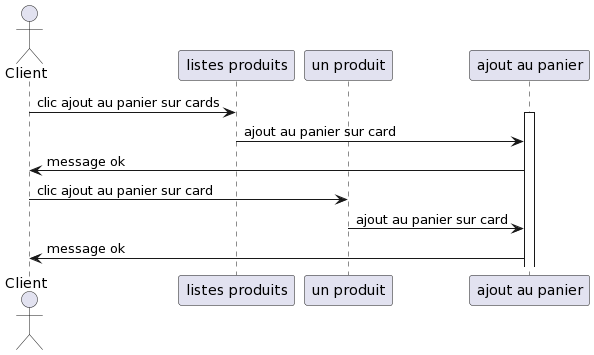 Client
listes produits
un produit
ajout au panier
clic ajout au panier sur cards
ajout au panier sur card
message ok
clic ajout au panier sur card
ajout au panier sur card
message ok
Client
listes produits
un produit
ajout au panier